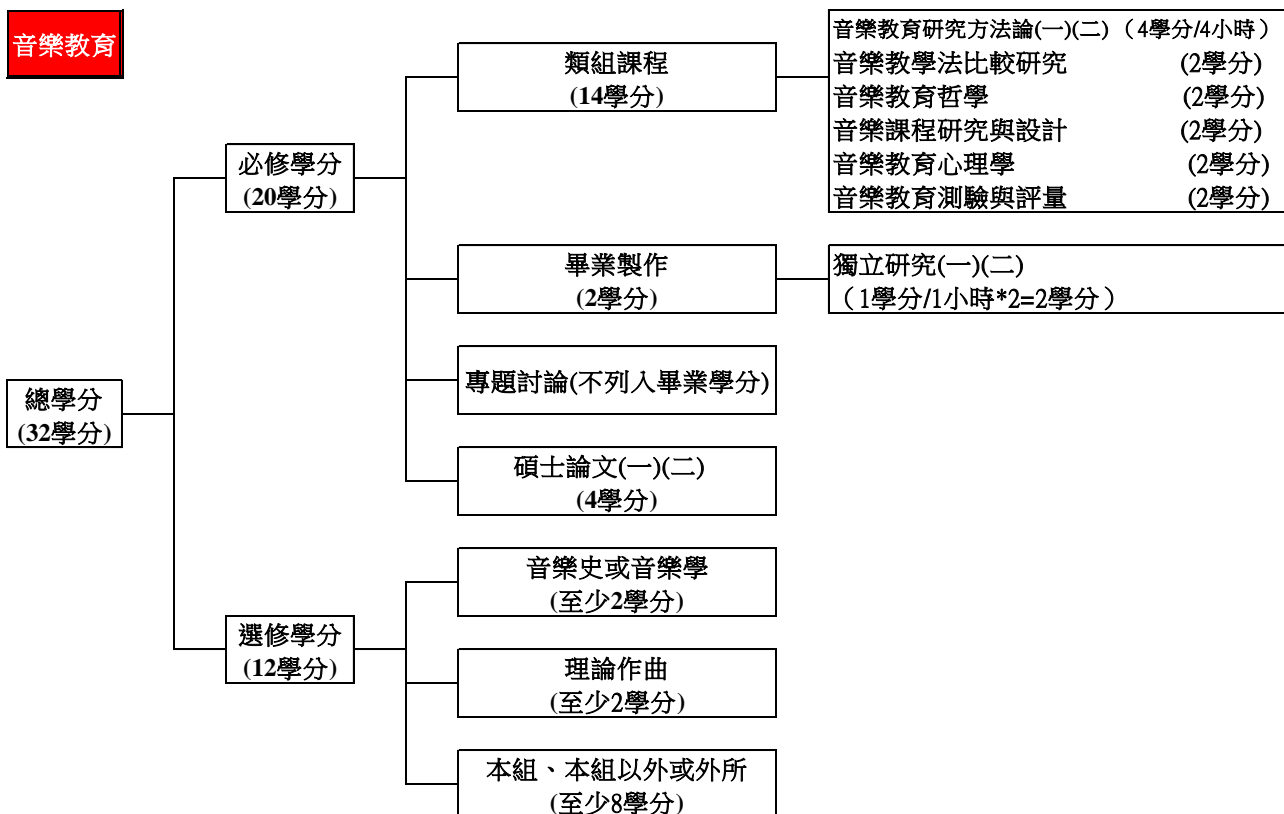 音樂教育
類組課程
(14學分)
音樂教育研究方法論(一)(二)（4學分/4小時）
音樂教學法比較研究 (2學分)
音樂教育哲學 (2學分)
音樂課程研究與設計 (2學分)
音樂教育心理學 (2學分)
音樂教育測驗與評量 (2學分)
必修學分
(20學分)
畢業製作
(2學分)
獨立研究(一)(二)
（1學分/1小時*2=2學分）
專題討論(不列入畢業學分)
總學分
(32學分)
碩士論文(一)(二)
(4學分)
音樂史或音樂學
(至少2學分)
選修學分
(12學分)
理論作曲
(至少2學分)
本組、本組以外或外所
(至少8學分)